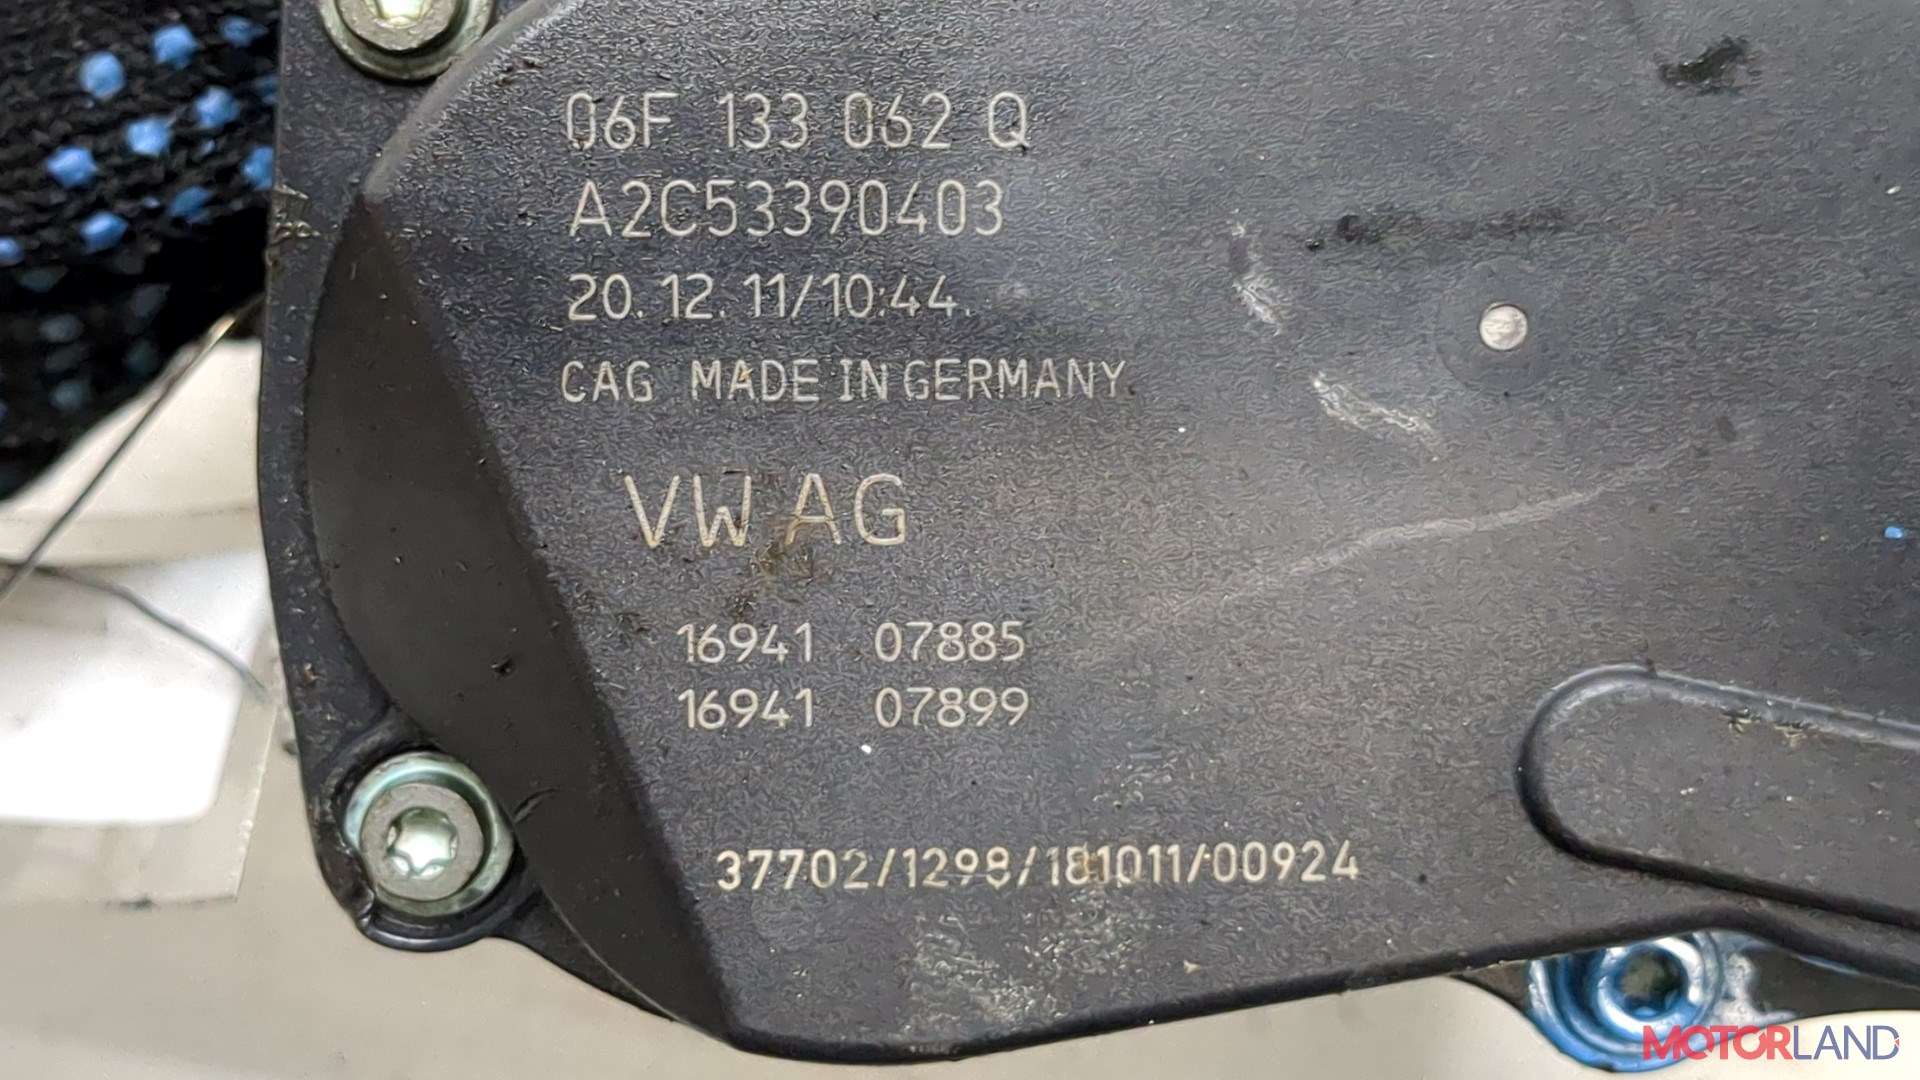 06F 133 062 Q
A2C53390403
20.12.11/10:44
CAG MADE IN GERMANY
VW AG
16941 07885
16941 07899
37702/1298/181011/00924
MOTORLAND